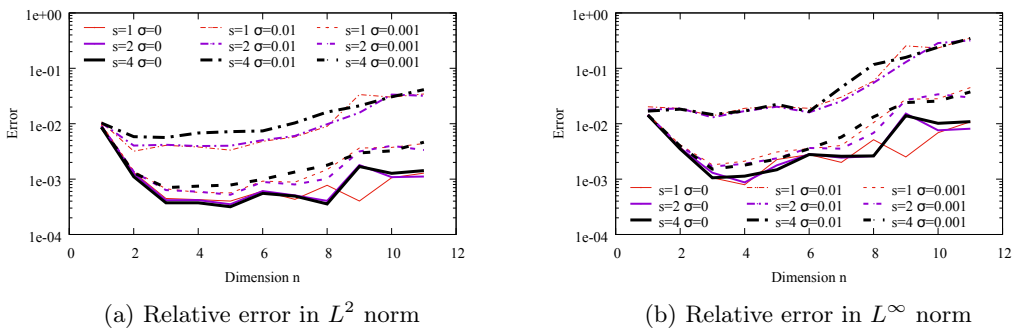 1e+00
1e-01
1e-02
1e-03
1e-04
Error
0 2 4 6 8 10 12
Dimension n
s=1 σ=0 s=1 σ=0.01 s=1 σ=0.001
s=2 σ=0 s=2 σ=0.01 s=2 σ=0.001
s=4 σ=0 s=4 σ=0.01 s=4 σ=0.001
(a) Relative error in L² norm
1e+00
1e-01
1e-02
1e-03
1e-04
Error
0 2 4 6 8 10 12
Dimension n
s=1 σ=0 s=1 σ=0.01 s=1 σ=0.001
s=2 σ=0 s=2 σ=0.01 s=2 σ=0.001
s=4 σ=0 s=4 σ=0.01 s=4 σ=0.001
(b) Relative error in L∞ norm